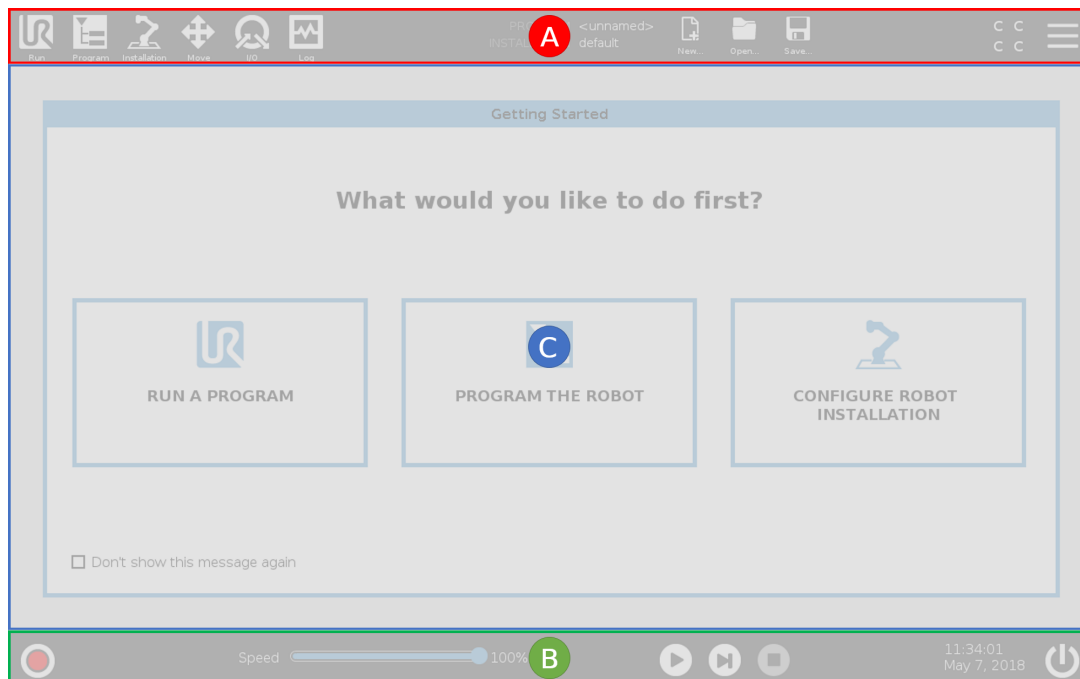 Run Program Installation Move I/O Log
<unnamed>
default
New... Open... Save...
C C
C C
A
Getting Started
What would you like to do first?
C
RUN A PROGRAM
PROGRAM THE ROBOT
CONFIGURE ROBOT
INSTALLATION
Don't show this message again
Speed 100%
B
11:34:01
May 7, 2018